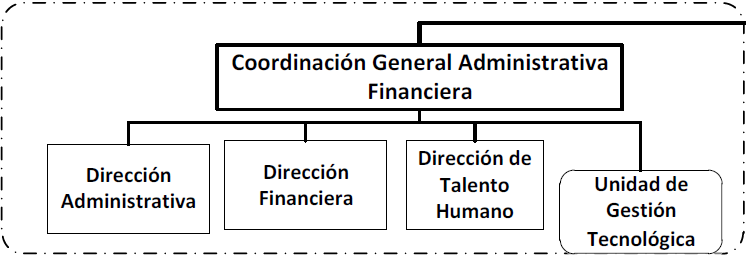 Coordinación General Administrativa
Financiera
Dirección
Administrativa
Dirección
Financiera
Dirección de
Talento
Humano
Unidad de
Gestión
Tecnológica